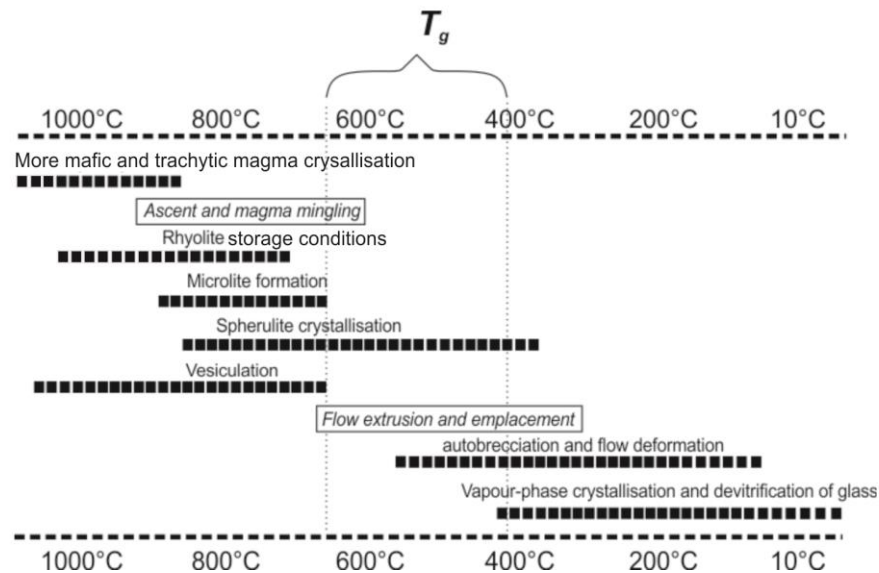 Tg
1000°C 800°C 600°C 400°C 200°C 10°C
More mafic and trachytic magma crysallisation
Ascent and magma mingling
Rhyolite storage conditions
Microlite formation
Spherulite crystallisation
Vesiculation
Flow extrusion and emplacement
autobrecciation and flow deformation
Vapour-phase crystallisation and devitrification of glass
1000°C 800°C 600°C 400°C 200°C 10°C